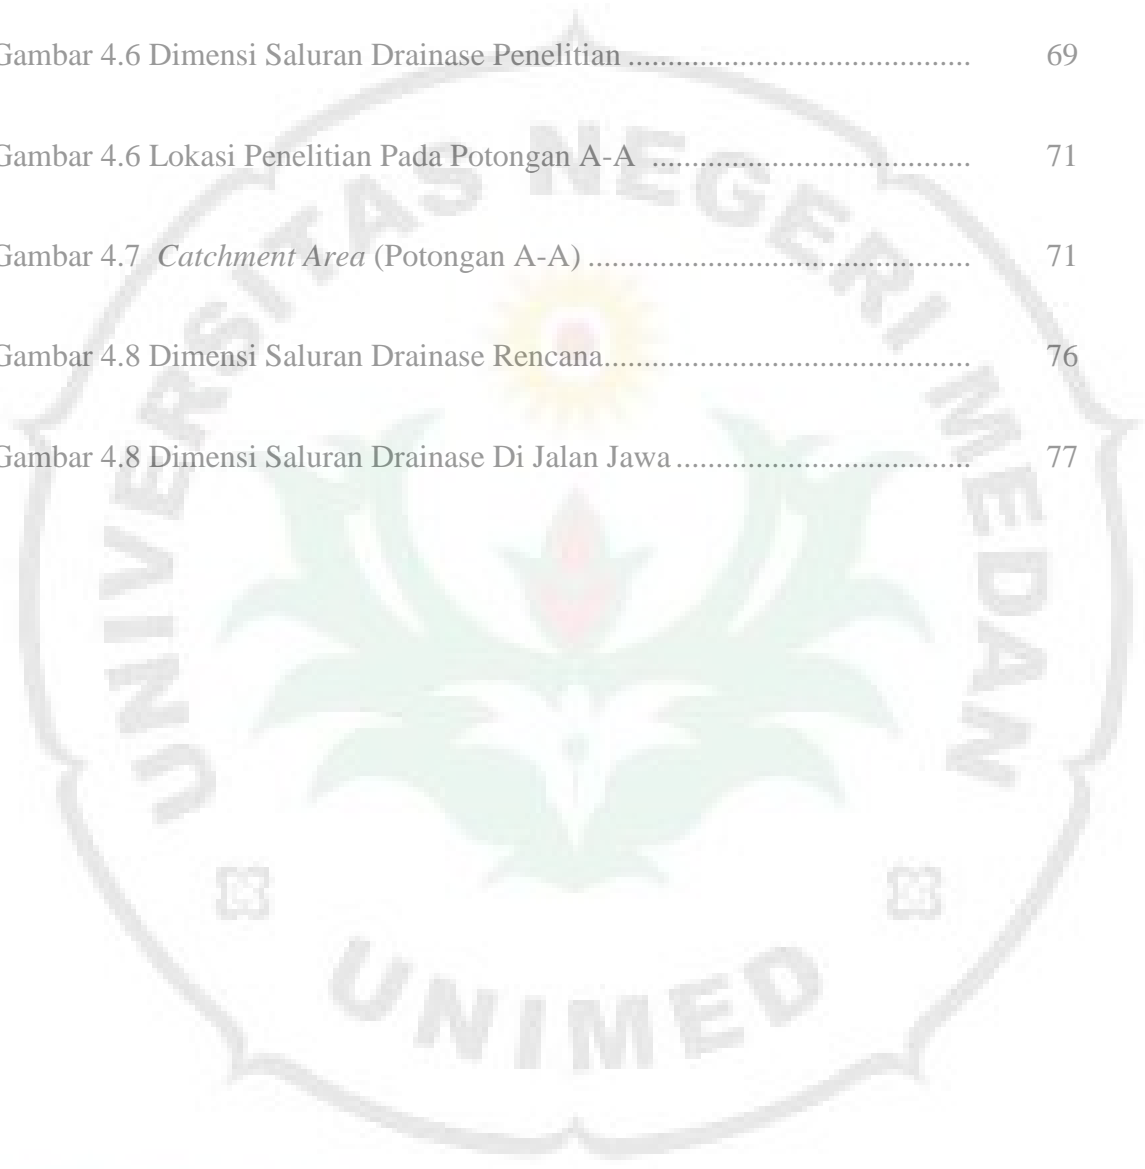 Gambar 4.6 Dimensi Saluran Drainase Penelitian .................................... 69
Gambar 4.6 Lokasi Penelitian Pada Potongan A-A .................................. 71
Gambar 4.7 Catchment Area (Potongan A-A) ......................................... 71
Gambar 4.8 Dimensi Saluran Drainase Rencana....................................... 76
Gambar 4.8 Dimensi Saluran Drainase Di Jalan Jawa ............................... 77
UNIVERSITAS NEGERI MEDAN
UNIMED